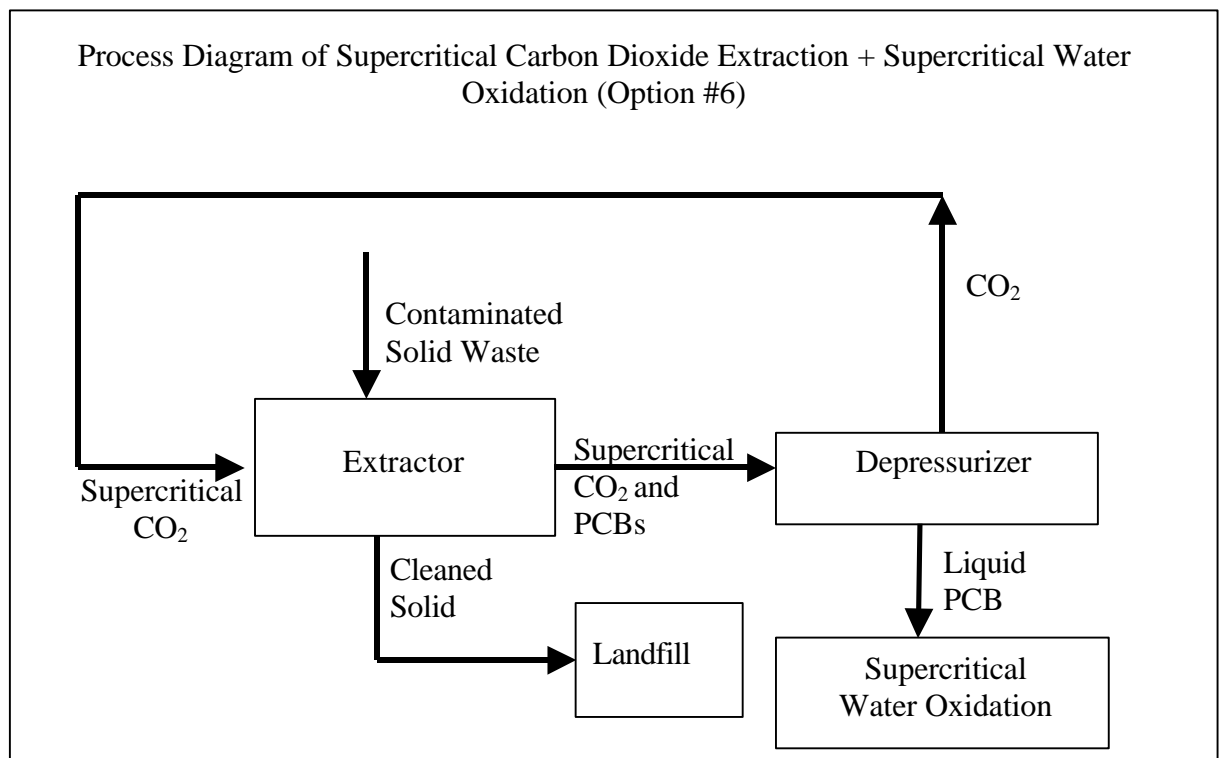 Process Diagram of Supercritical Carbon Dioxide Extraction + Supercritical Water
Oxidation (Option #6)
CO₂
Contaminated
Solid Waste
Extractor
Supercritical
CO₂ and
PCBs
Depressurizer
Supercritical
CO₂
Cleaned
Solid
Liquid
PCB
Landfill
Supercritical
Water Oxidation